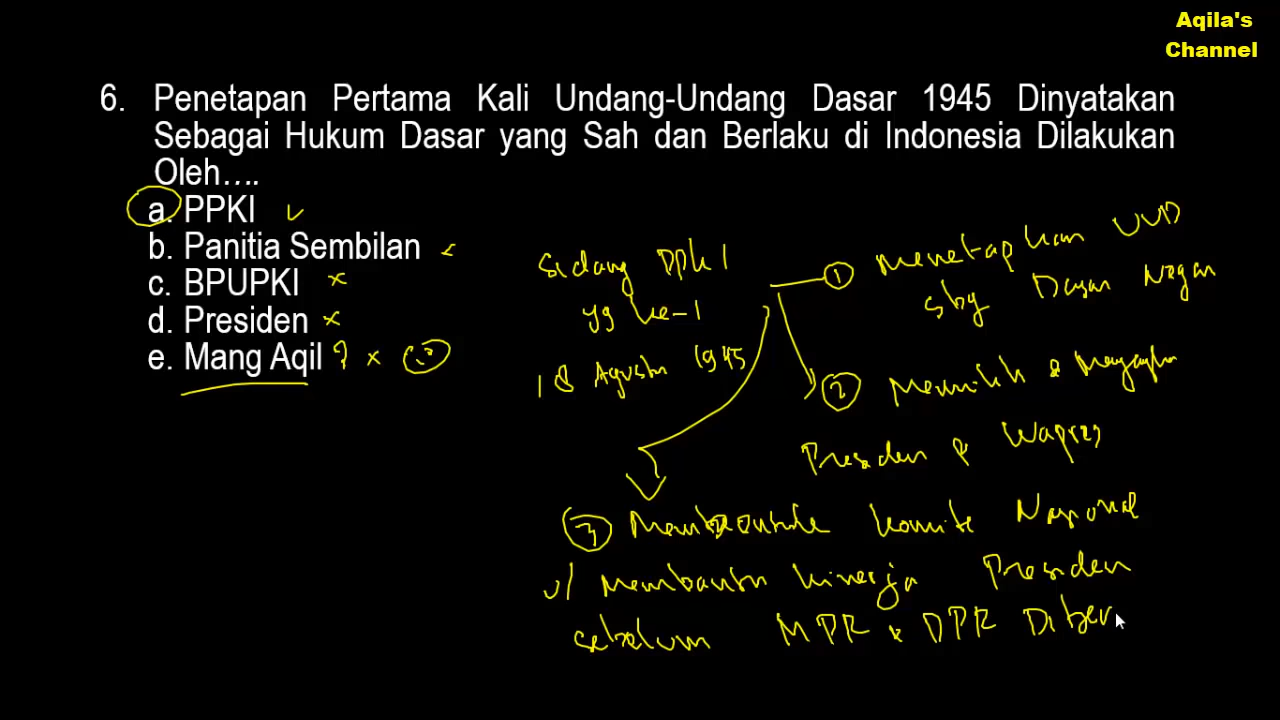 Aqila's
Channel
6. Penetapan Pertama Kali Undang-Undang Dasar 1945 Dinyatakan
Sebagai Hukum Dasar yang Sah dan Berlaku di Indonesia Dilakukan
Oleh....
a. PPKI
b. Panitia Sembilan
c. BPUPKI
d. Presiden
e. Mang Aqil ?
Sidang PPKI
yg ke-1
18 Agustus 1945
1 Menetapkan UUD
sbg Dasar Negara
2 Memilih &
Presiden & Wapres
3 Komite Nasional
u/ Membantu kinerja Presiden
sebelum MPR & DPR Diben